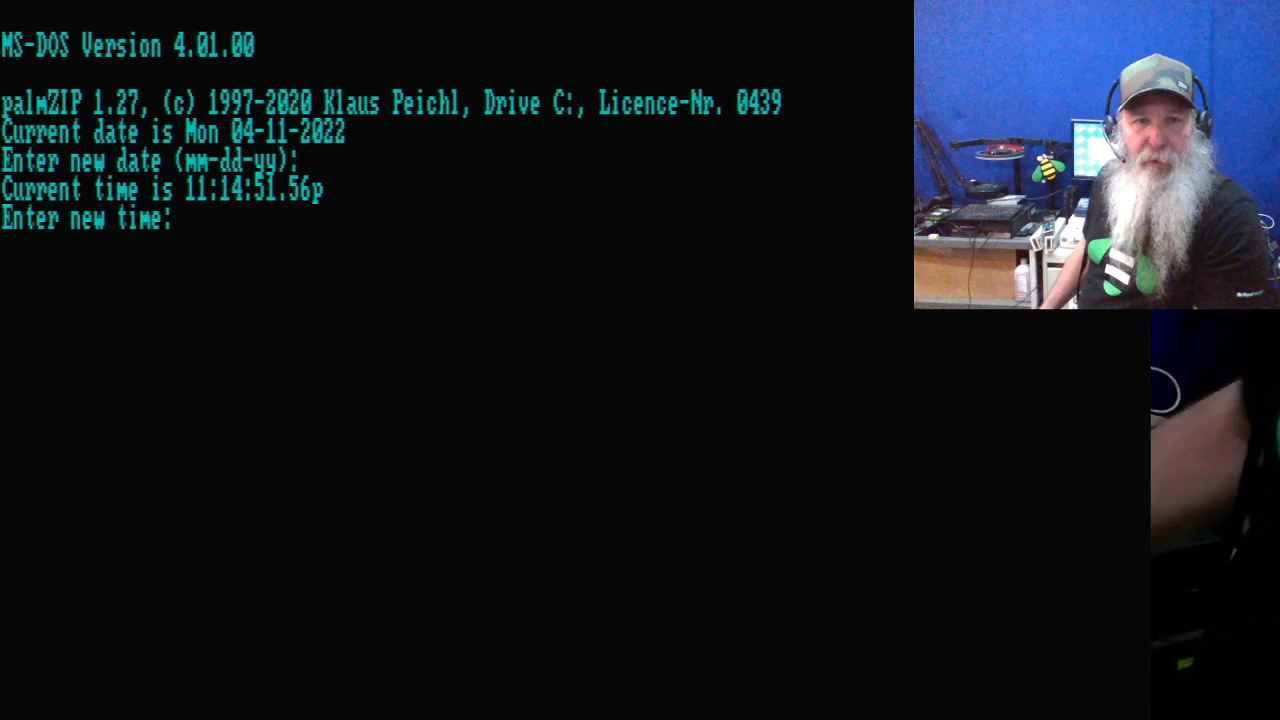 MS-DOS Version 4.01.00
palmZIP 1.27, (c) 1997-2020 Klaus Peichl, Drive C:, Licence-Nr. 0439
Current date is Mon 04-11-2022
Enter new date (mm-dd-yy):
Current time is 11:14:51.56p
Enter new time: